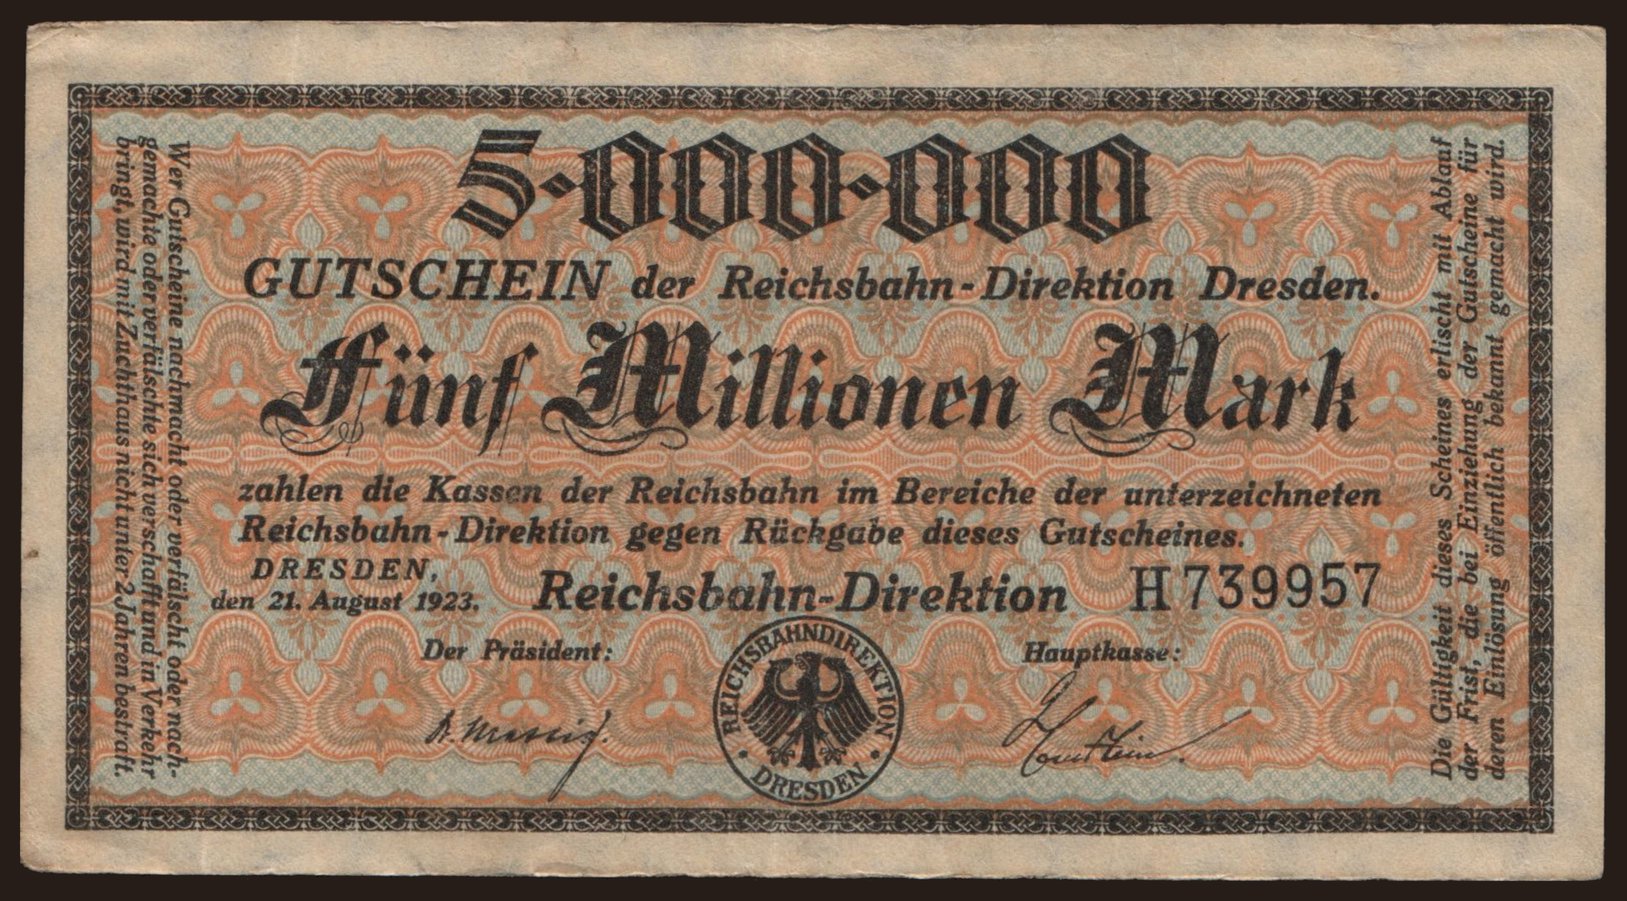 5·000·000
GUTSCHEIN der Reichsbahn-Direktion Dresden.
Fünf Millionen Mark
zahlen die Kassen der Reichsbahn im Bereiche der unterzeichneten
Reichsbahn-Direktion gegen Rückgabe dieses Gutscheines.
DRESDEN,
den 21. August 1923.
Reichsbahn-Direktion H 739957
Der Präsident:
Hauptkasse:
REICHSBAHNDIREKTION
· DRESDEN ·
Wer Gutscheine nachmacht oder verfälscht oder nach-
gemachte oder verfälschte sich verschafft und in Verkehr
bringt, wird mit Zuchthaus nicht unter 2 Jahren bestraft.
Die Gültigkeit dieses Scheines erlischt mit Ablauf
der Frist, die bei Einziehung der Gutscheine für
deren Einlösung öffentlich bekannt gemacht wird.